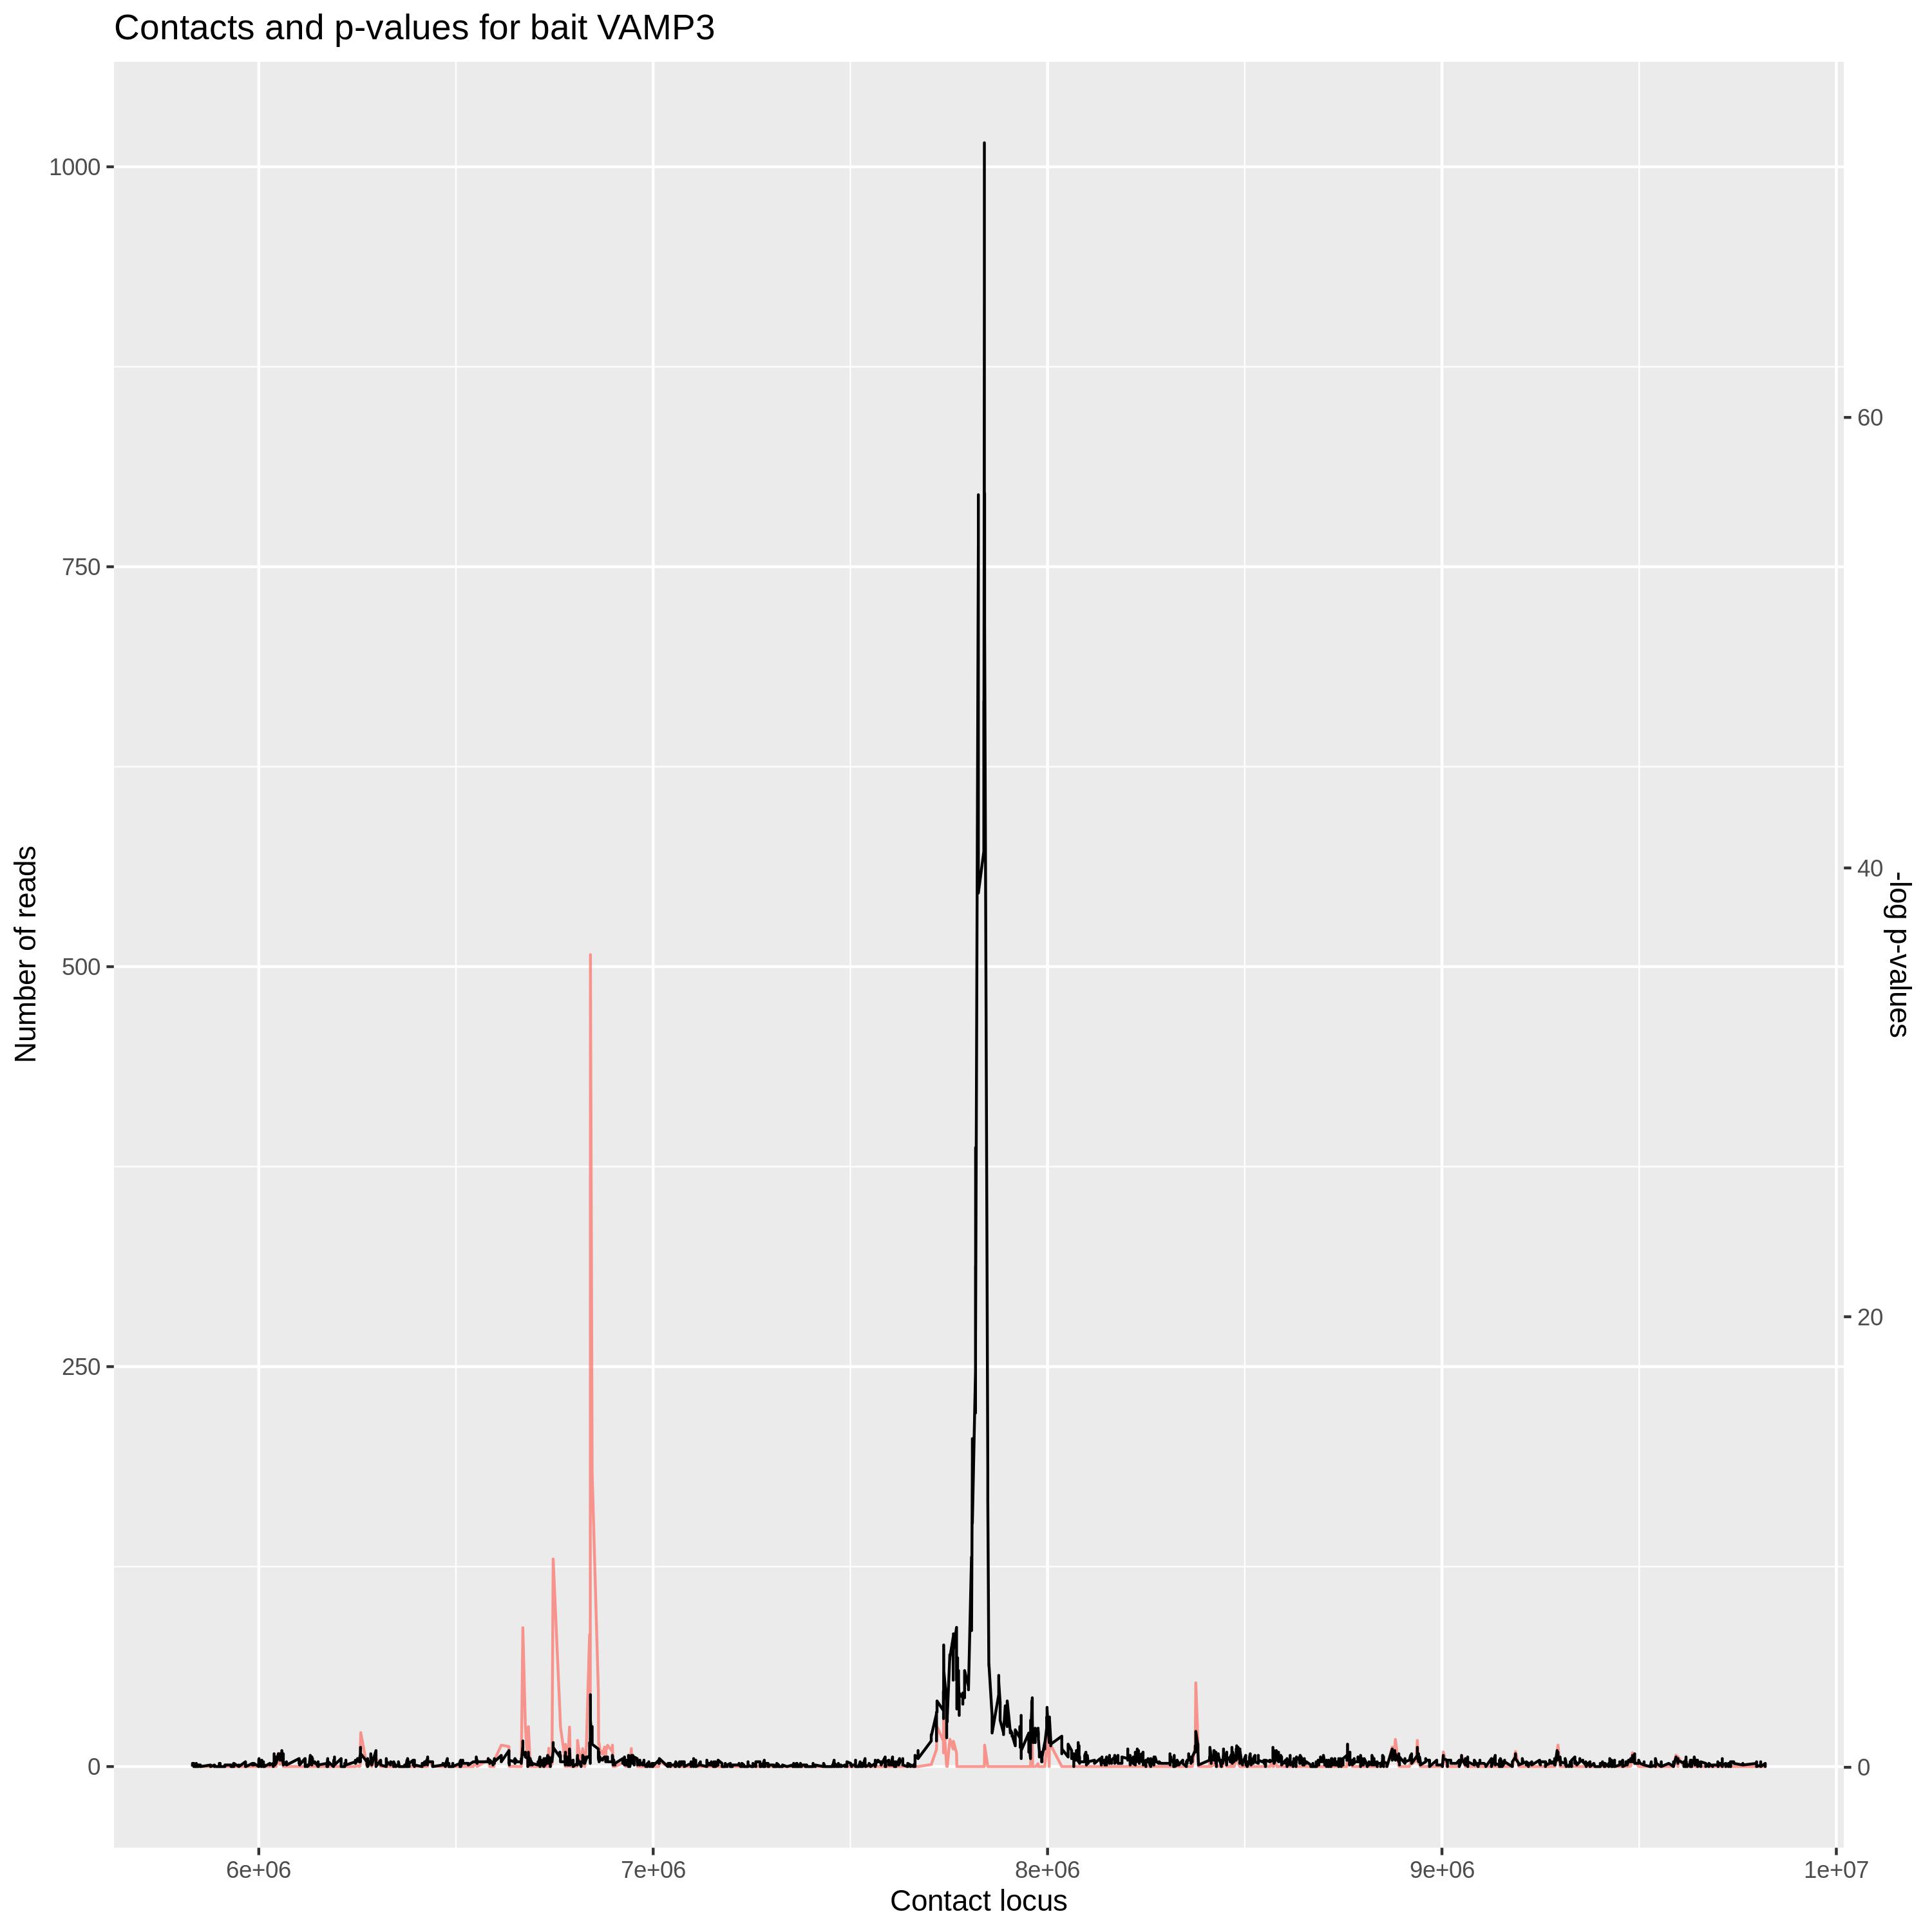 Contacts and p-values for bait VAMP3
1000
750
500
250
0
Number of reads
60
40
20
0
-log p-values
6e+06
7e+06
8e+06
9e+06
1e+07
Contact locus